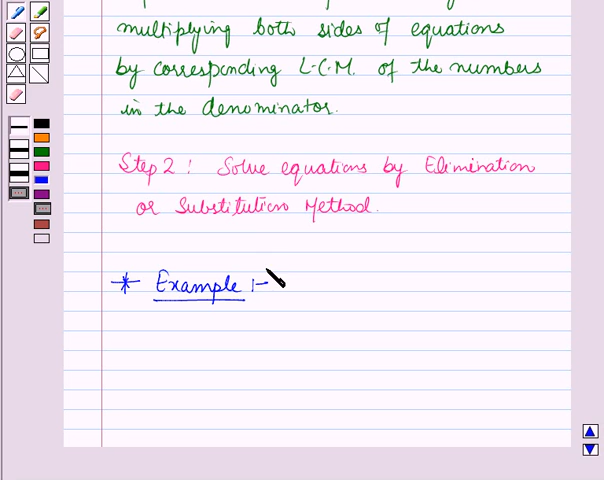 multiplying both sides of equations
by corresponding L.C.M. of the numbers
in the denominator.
Step 2 : Solve equations by Elimination
or Substitution Method.
* Example :-